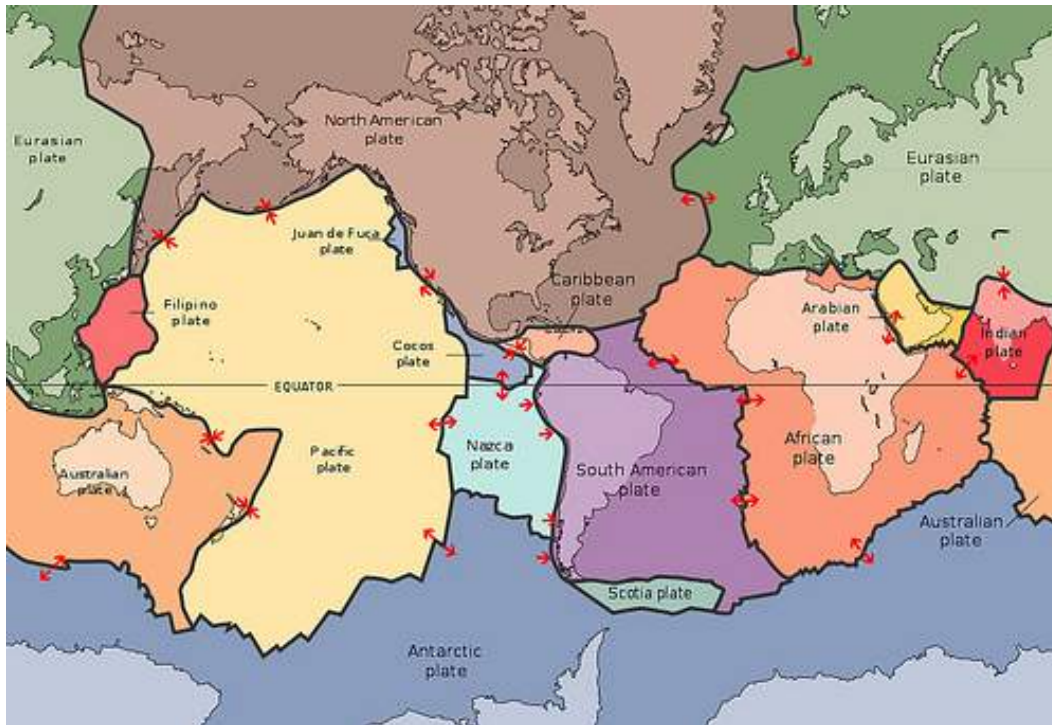 North American
plate
Eurasian
plate
Eurasian
plate
Juan de Fuca
plate
Caribbean
plate
Filipino
plate
Arabian
plate
Cocos
plate
Indian
plate
EQUATOR
Pacific
plate
Nazca
plate
African
plate
South American
plate
Australian
plate
Australian
plate
Scotia plate
Antarctic
plate